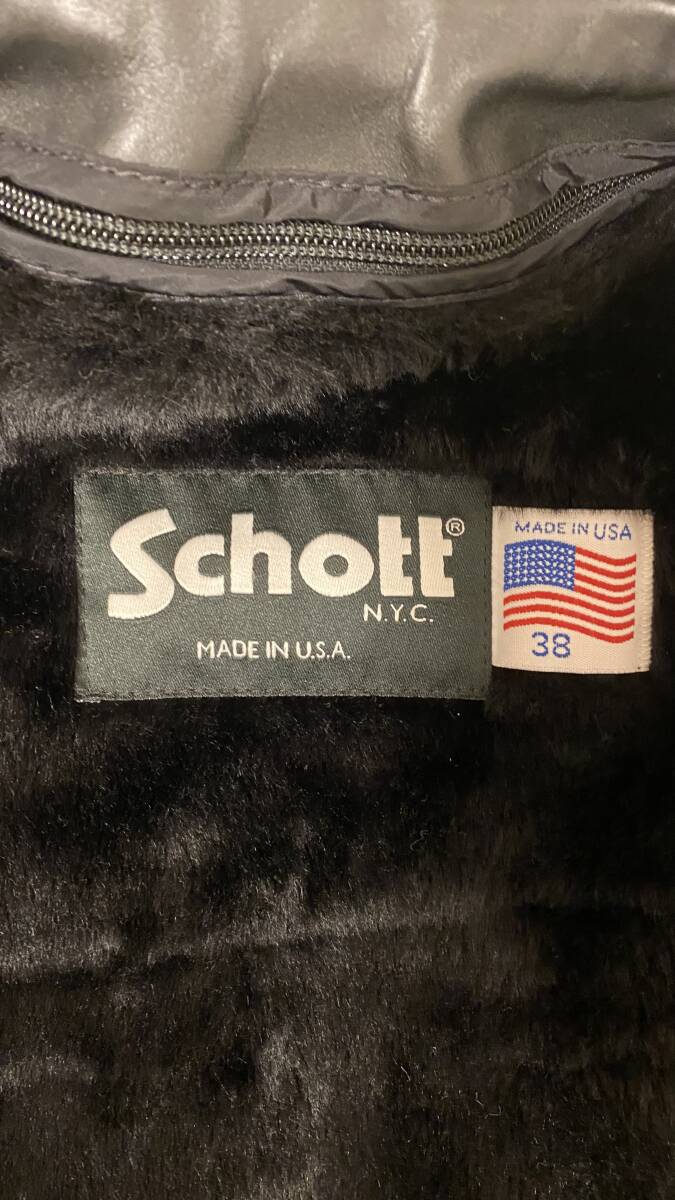 Schott®
N.Y.C.
MADE IN U.S.A.
MADE IN USA
38